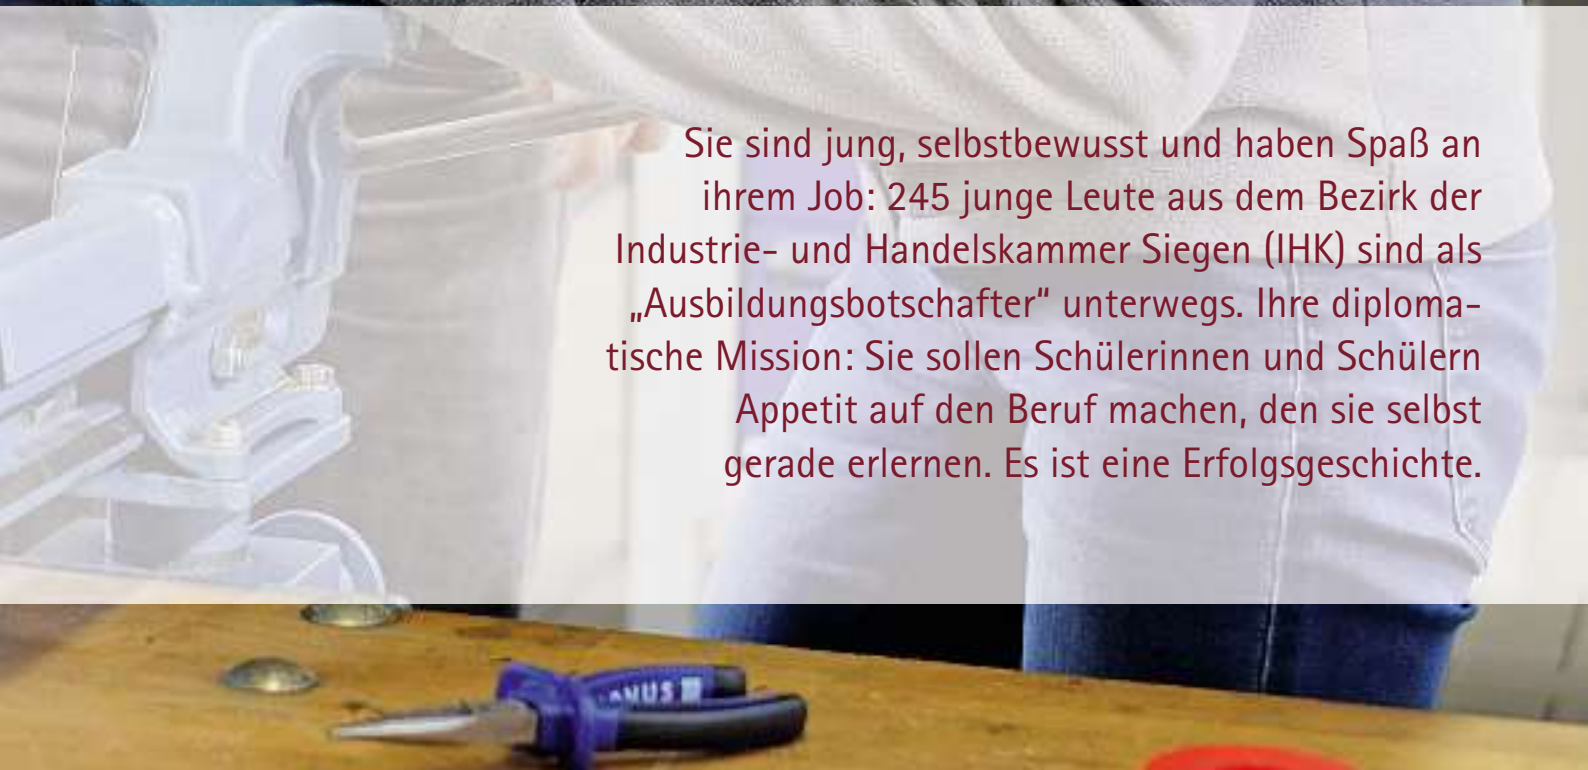 Sie sind jung, selbstbewusst und haben Spaß an
ihrem Job: 245 junge Leute aus dem Bezirk der
Industrie- und Handelskammer Siegen (IHK) sind als
„Ausbildungsbotschafter" unterwegs. Ihre diploma-
tische Mission: Sie sollen Schülerinnen und Schülern
Appetit auf den Beruf machen, den sie selbst
gerade erlernen. Es ist eine Erfolgsgeschichte.